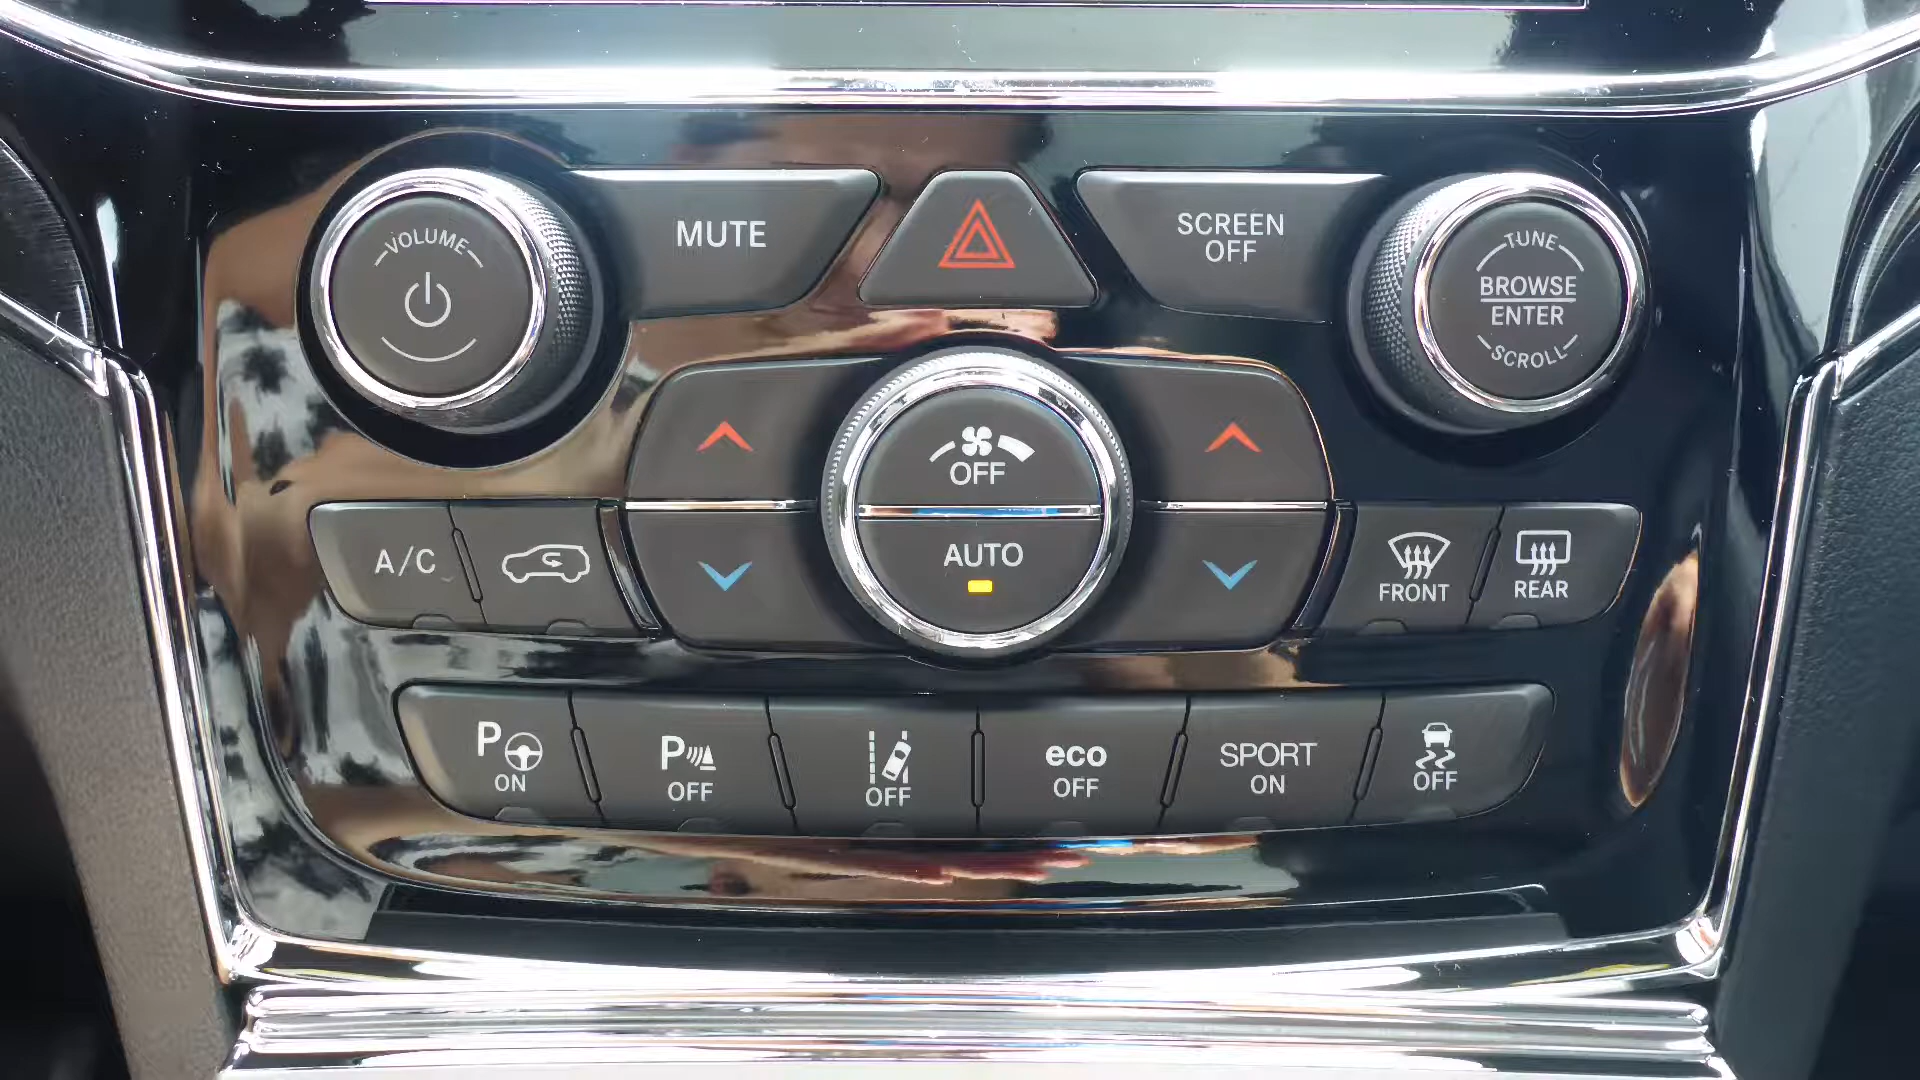 VOLUME
MUTE
SCREEN
OFF
TUNE
BROWSE
ENTER
SCROLL
OFF
AUTO
A/C
FRONT
REAR
P
ON
P
OFF
OFF
eco
OFF
SPORT
ON
OFF